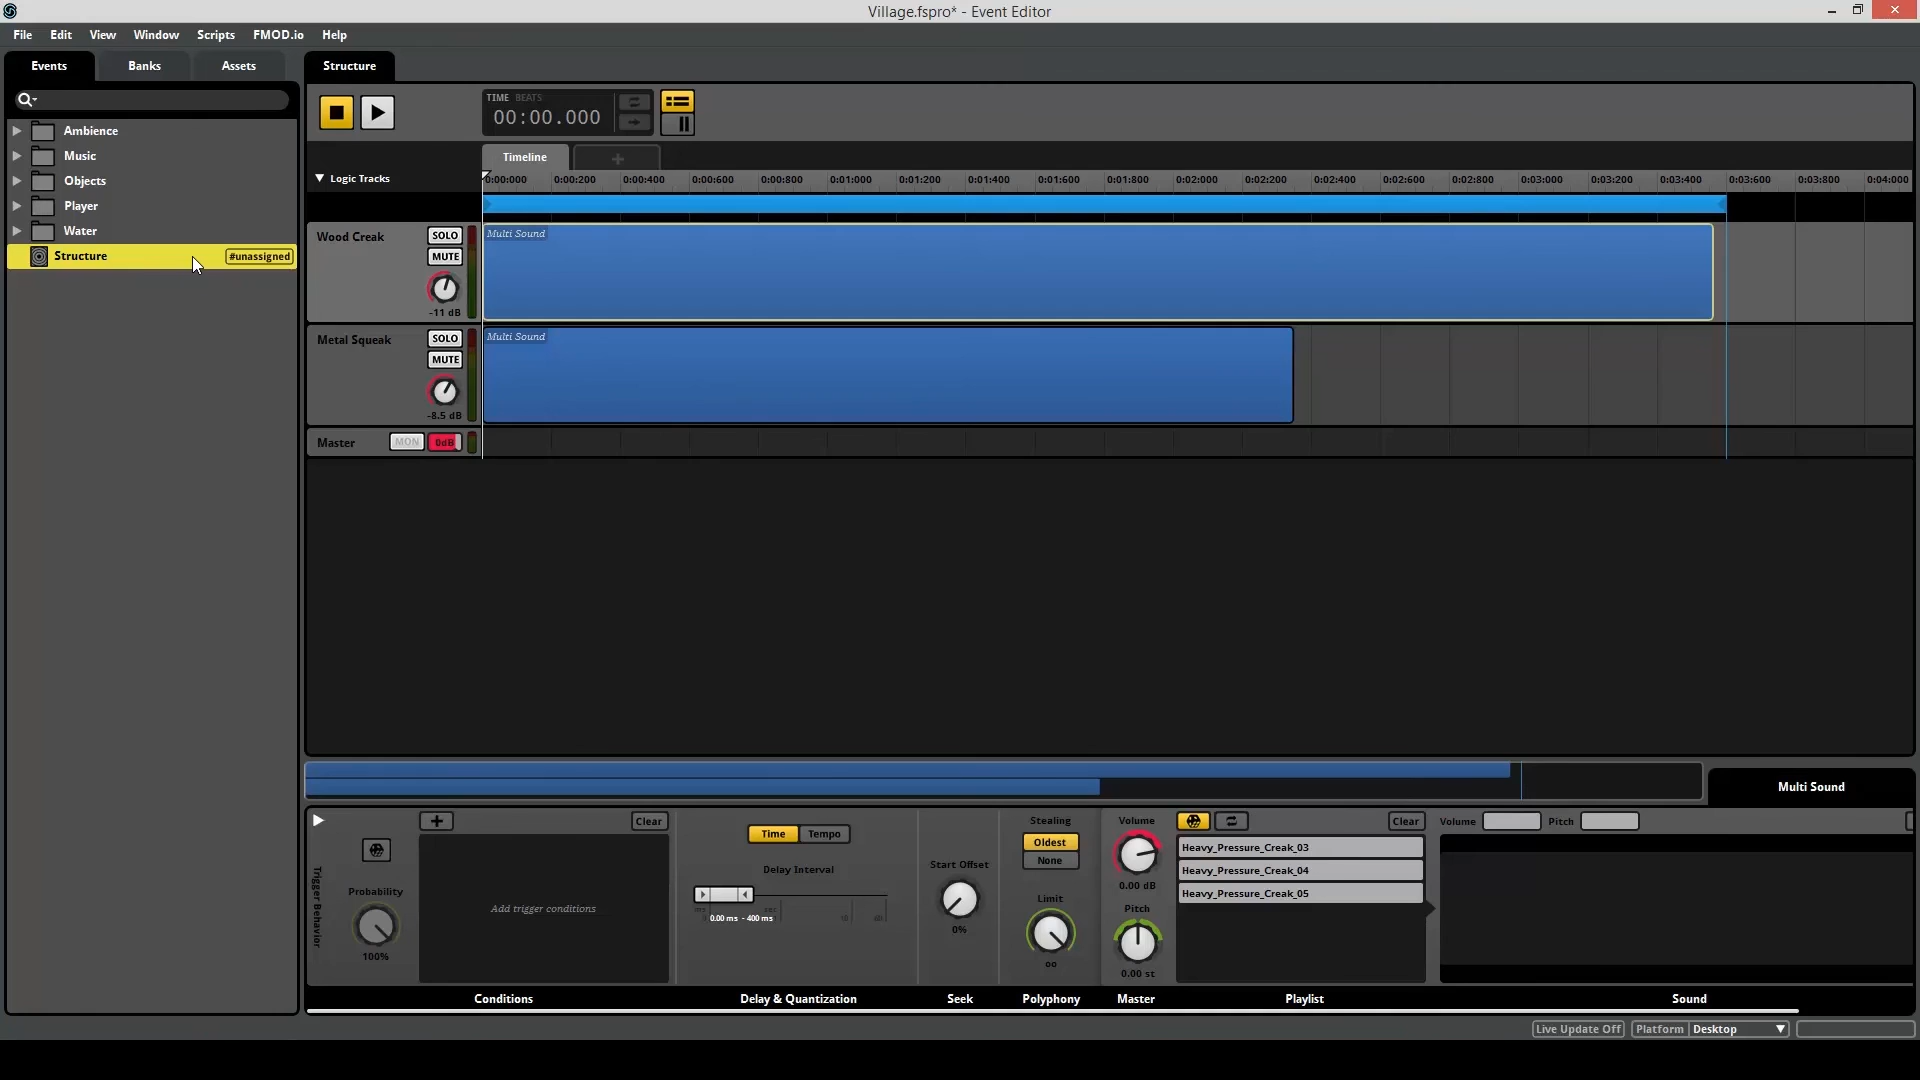 Village.fspro* - Event Editor
File Edit View Window Scripts FMOD.io Help
Events Banks Assets Structure
TIME BEATS
00:00.000
Ambience
Music
Objects
Player
Water
Structure #unassigned
Timeline +
Logic Tracks
0:00:000 0:00:200 0:00:400 0:00:600 0:00:800 0:01:000 0:01:200 0:01:400 0:01:600 0:01:800 0:02:000 0:02:200 0:02:400 0:02:600 0:02:800 0:03:000 0:03:200 0:03:400 0:03:600 0:03:800 0:04:000
Wood Creak SOLO Multi Sound
MUTE
-11 dB
Metal Squeak SOLO Multi Sound
MUTE
-8.5 dB
Master MON 0dB
Multi Sound
Trigger Behavior
Probability
100%
+ Clear
Add trigger conditions
Conditions
Time Tempo
Delay Interval
0.00 ms - 400 ms
Delay & Quantization
Start Offset
0%
Seek
Stealing
Oldest
None
Limit
∞
Polyphony
Volume
0.00 dB
Pitch
0.00 st
Master
Clear
Heavy_Pressure_Creak_03
Heavy_Pressure_Creak_04
Heavy_Pressure_Creak_05
Playlist
Volume Pitch
Sound
Live Update Off Platform Desktop